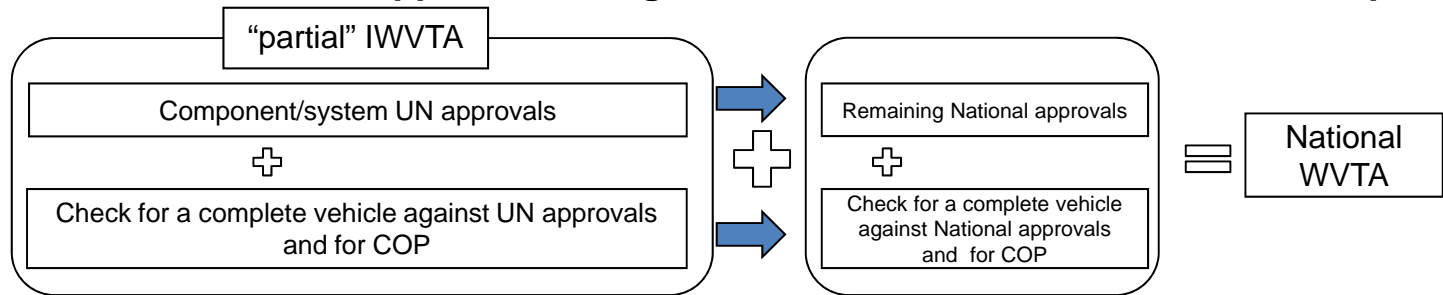 “partial” IWVTA
Component/system UN approvals
Check for a complete vehicle against UN approvals
and for COP
Remaining National approvals
Check for a complete vehicle
against National approvals
and for COP
National
WVTA